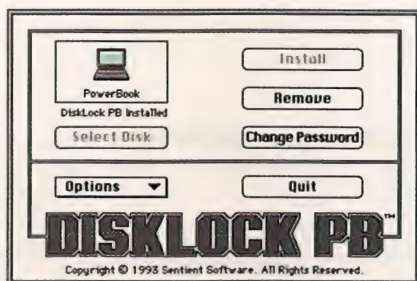 PowerBook
DiskLock PB Installed
Select Disk
Install
Remove
Change Password
Options
Quit
DISKLOCK PB™
Copyright © 1993 Sentient Software. All Rights Reserved.